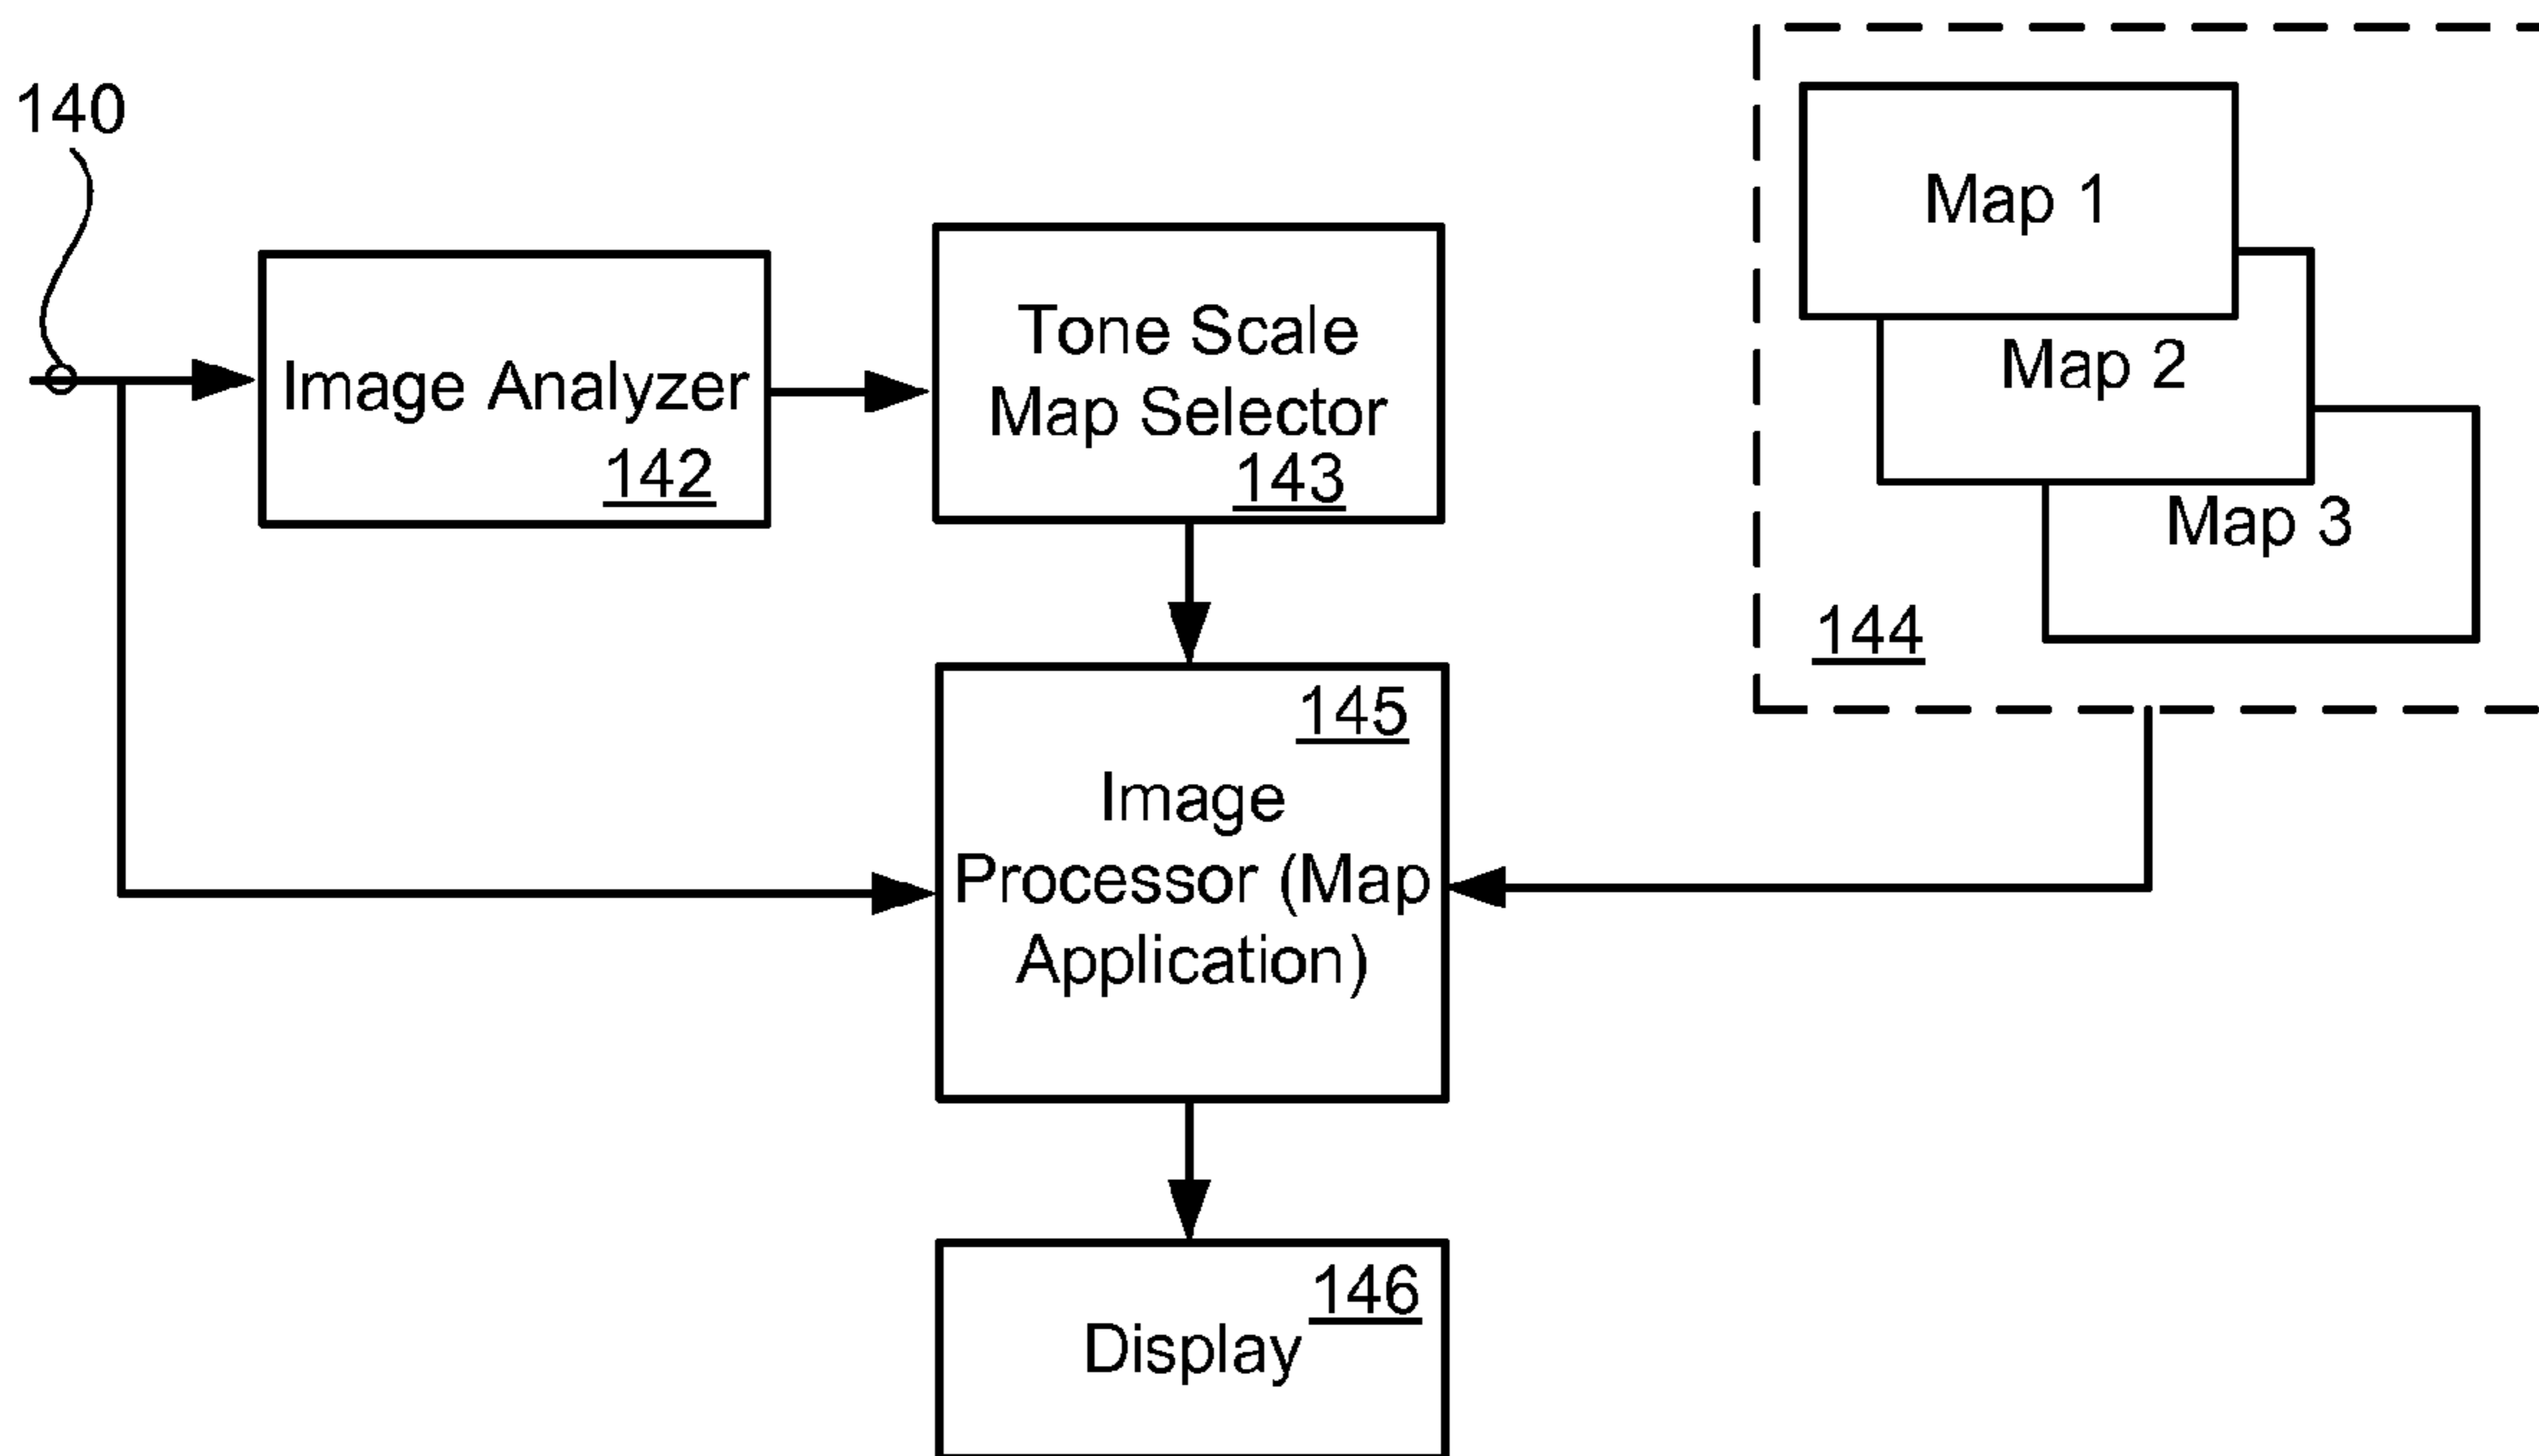 140
Image Analyzer
142
Tone Scale
Map Selector
143
Map 1
Map 2
Map 3
144
145
Image
Processor (Map
Application)
146
Display